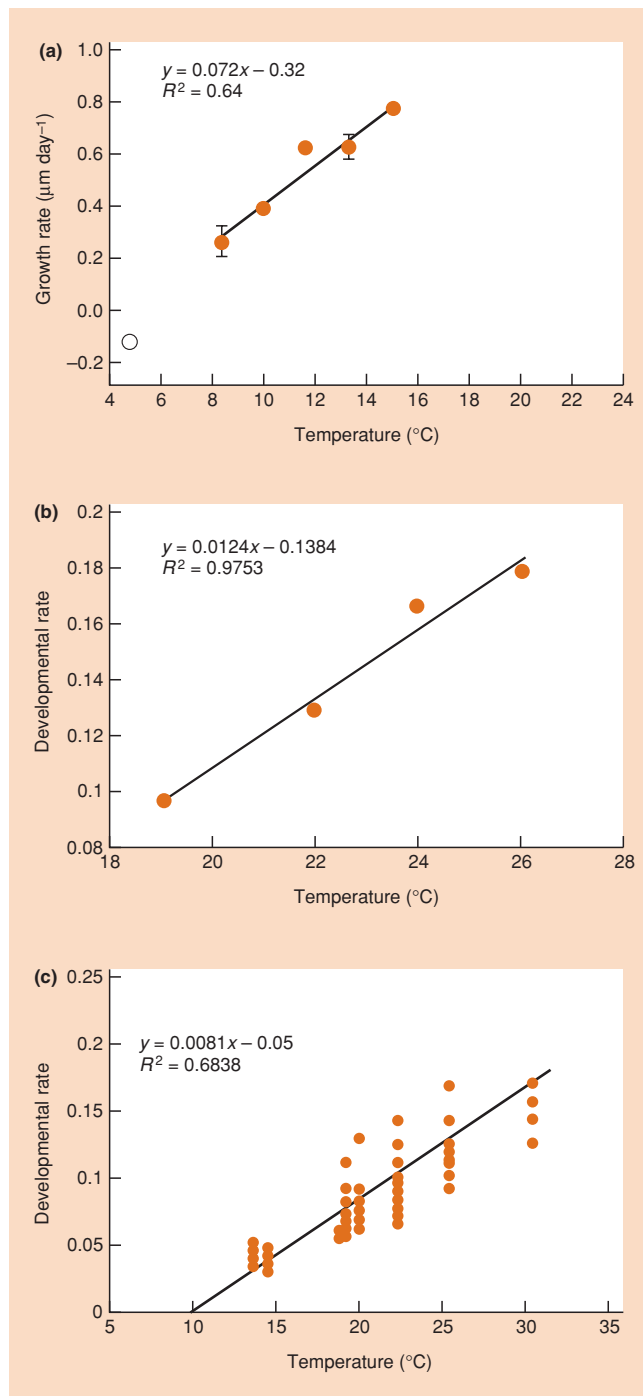 (a)
y = 0.072x – 0.32
R² = 0.64
Growth rate (μm day⁻¹)
1.0
0.8
0.6
0.4
0.2
0.0
–0.2
4 6 8 10 12 14 16 18 20 22 24
Temperature (°C)
(b)
y = 0.0124x – 0.1384
R² = 0.9753
Developmental rate
0.2
0.18
0.16
0.14
0.12
0.1
0.08
18 20 22 24 26 28
Temperature (°C)
(c)
y = 0.0081x – 0.05
R² = 0.6838
Developmental rate
0.25
0.2
0.15
0.1
0.05
0
5 10 15 20 25 30 35
Temperature (°C)